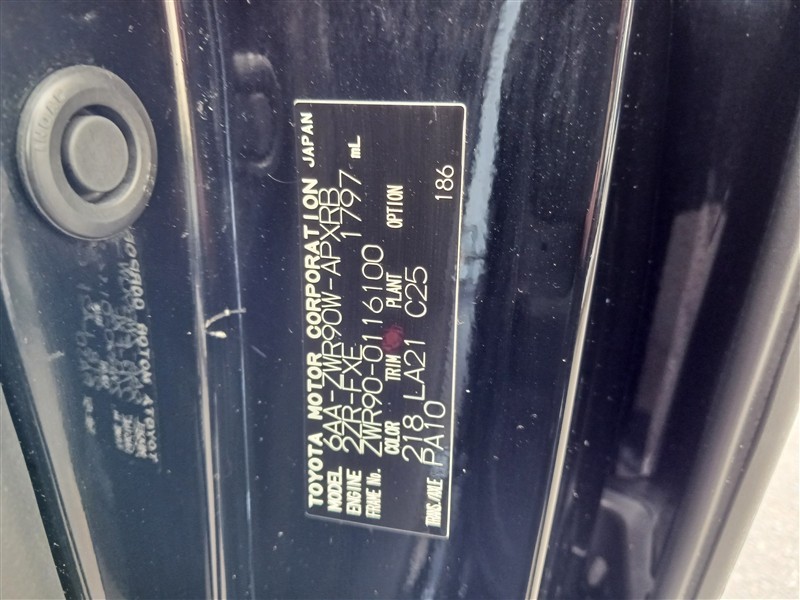 TOYOTA MOTOR CORPORATION JAPAN
MODEL 6AA-ZWR90W-APXRB
ENGINE 2ZR-FXE 1797 mL
FRAME No. ZWR90-0116100
COLOR TRIM PLANT OPTION
218 LA21 C25 186
TRANS./AXLE PA10